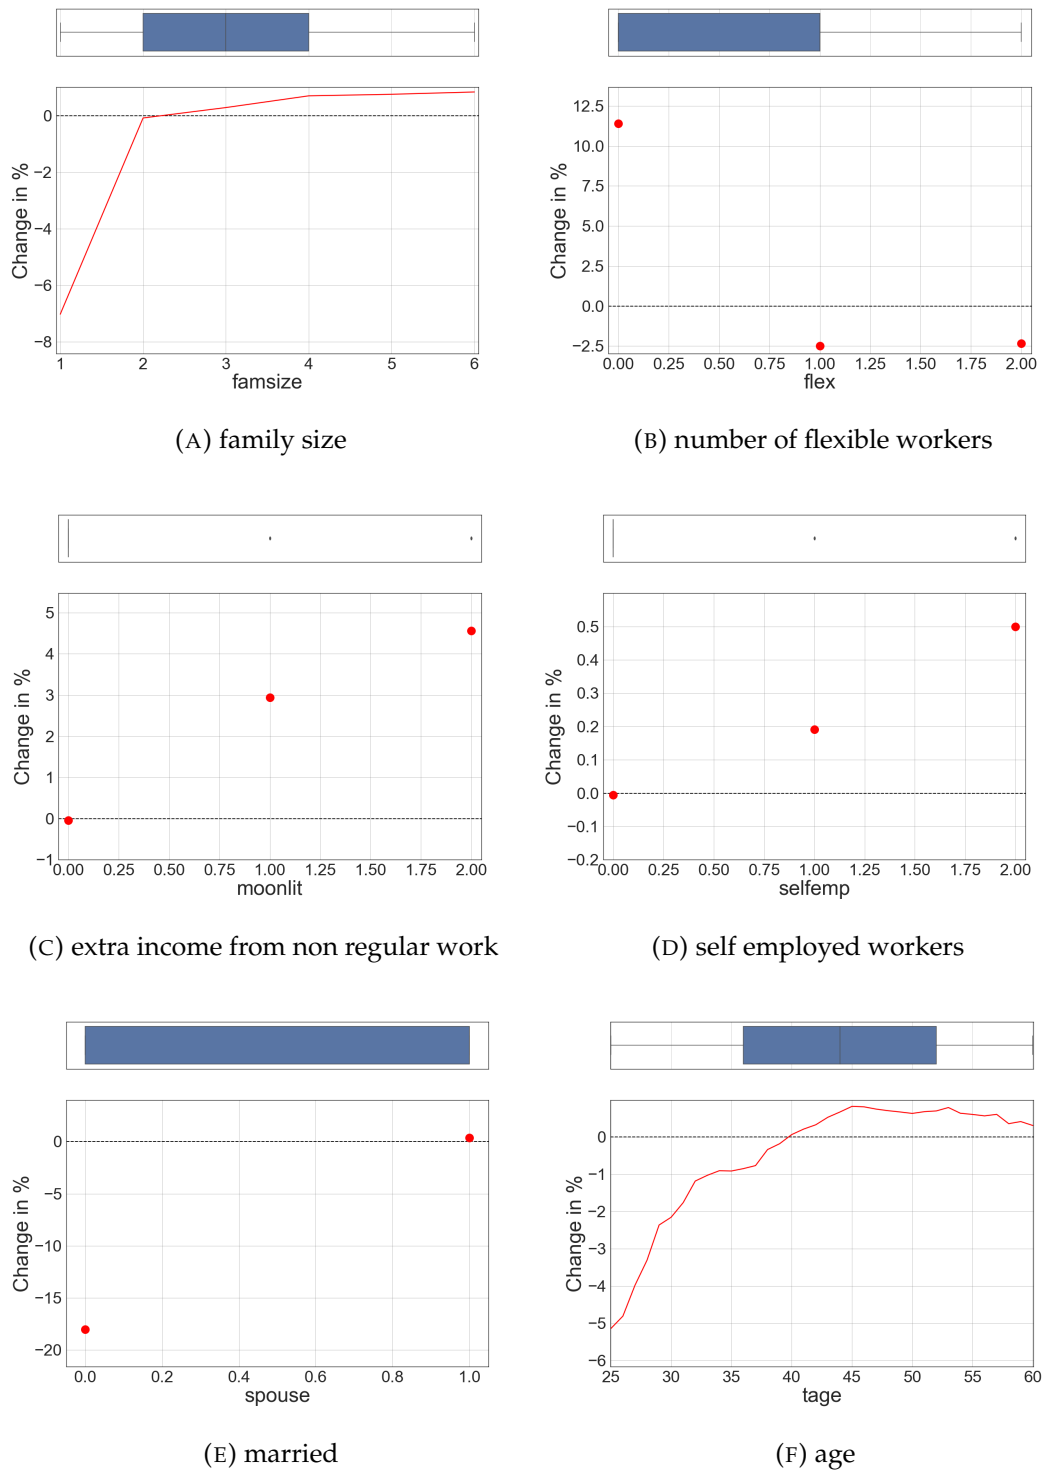 0
−2
−4
−6
−8
Change in %
1 2 3 4 5 6
famsize
(A) family size
12.5
10.0
7.5
5.0
2.5
0.0
−2.5
Change in %
0.00 0.25 0.50 0.75 1.00 1.25 1.50 1.75 2.00
flex
(B) number of flexible workers
5
4
3
2
1
0
−1
Change in %
0.00 0.25 0.50 0.75 1.00 1.25 1.50 1.75 2.00
moonlit
(C) extra income from non regular work
0.5
0.4
0.3
0.2
0.1
0.0
−0.1
−0.2
Change in %
0.00 0.25 0.50 0.75 1.00 1.25 1.50 1.75 2.00
selfemp
(D) self employed workers
0
−5
−10
−15
−20
Change in %
0.0 0.2 0.4 0.6 0.8 1.0
spouse
(E) married
0
−1
−2
−3
−4
−5
−6
Change in %
25 30 35 40 45 50 55 60
tage
(F) age